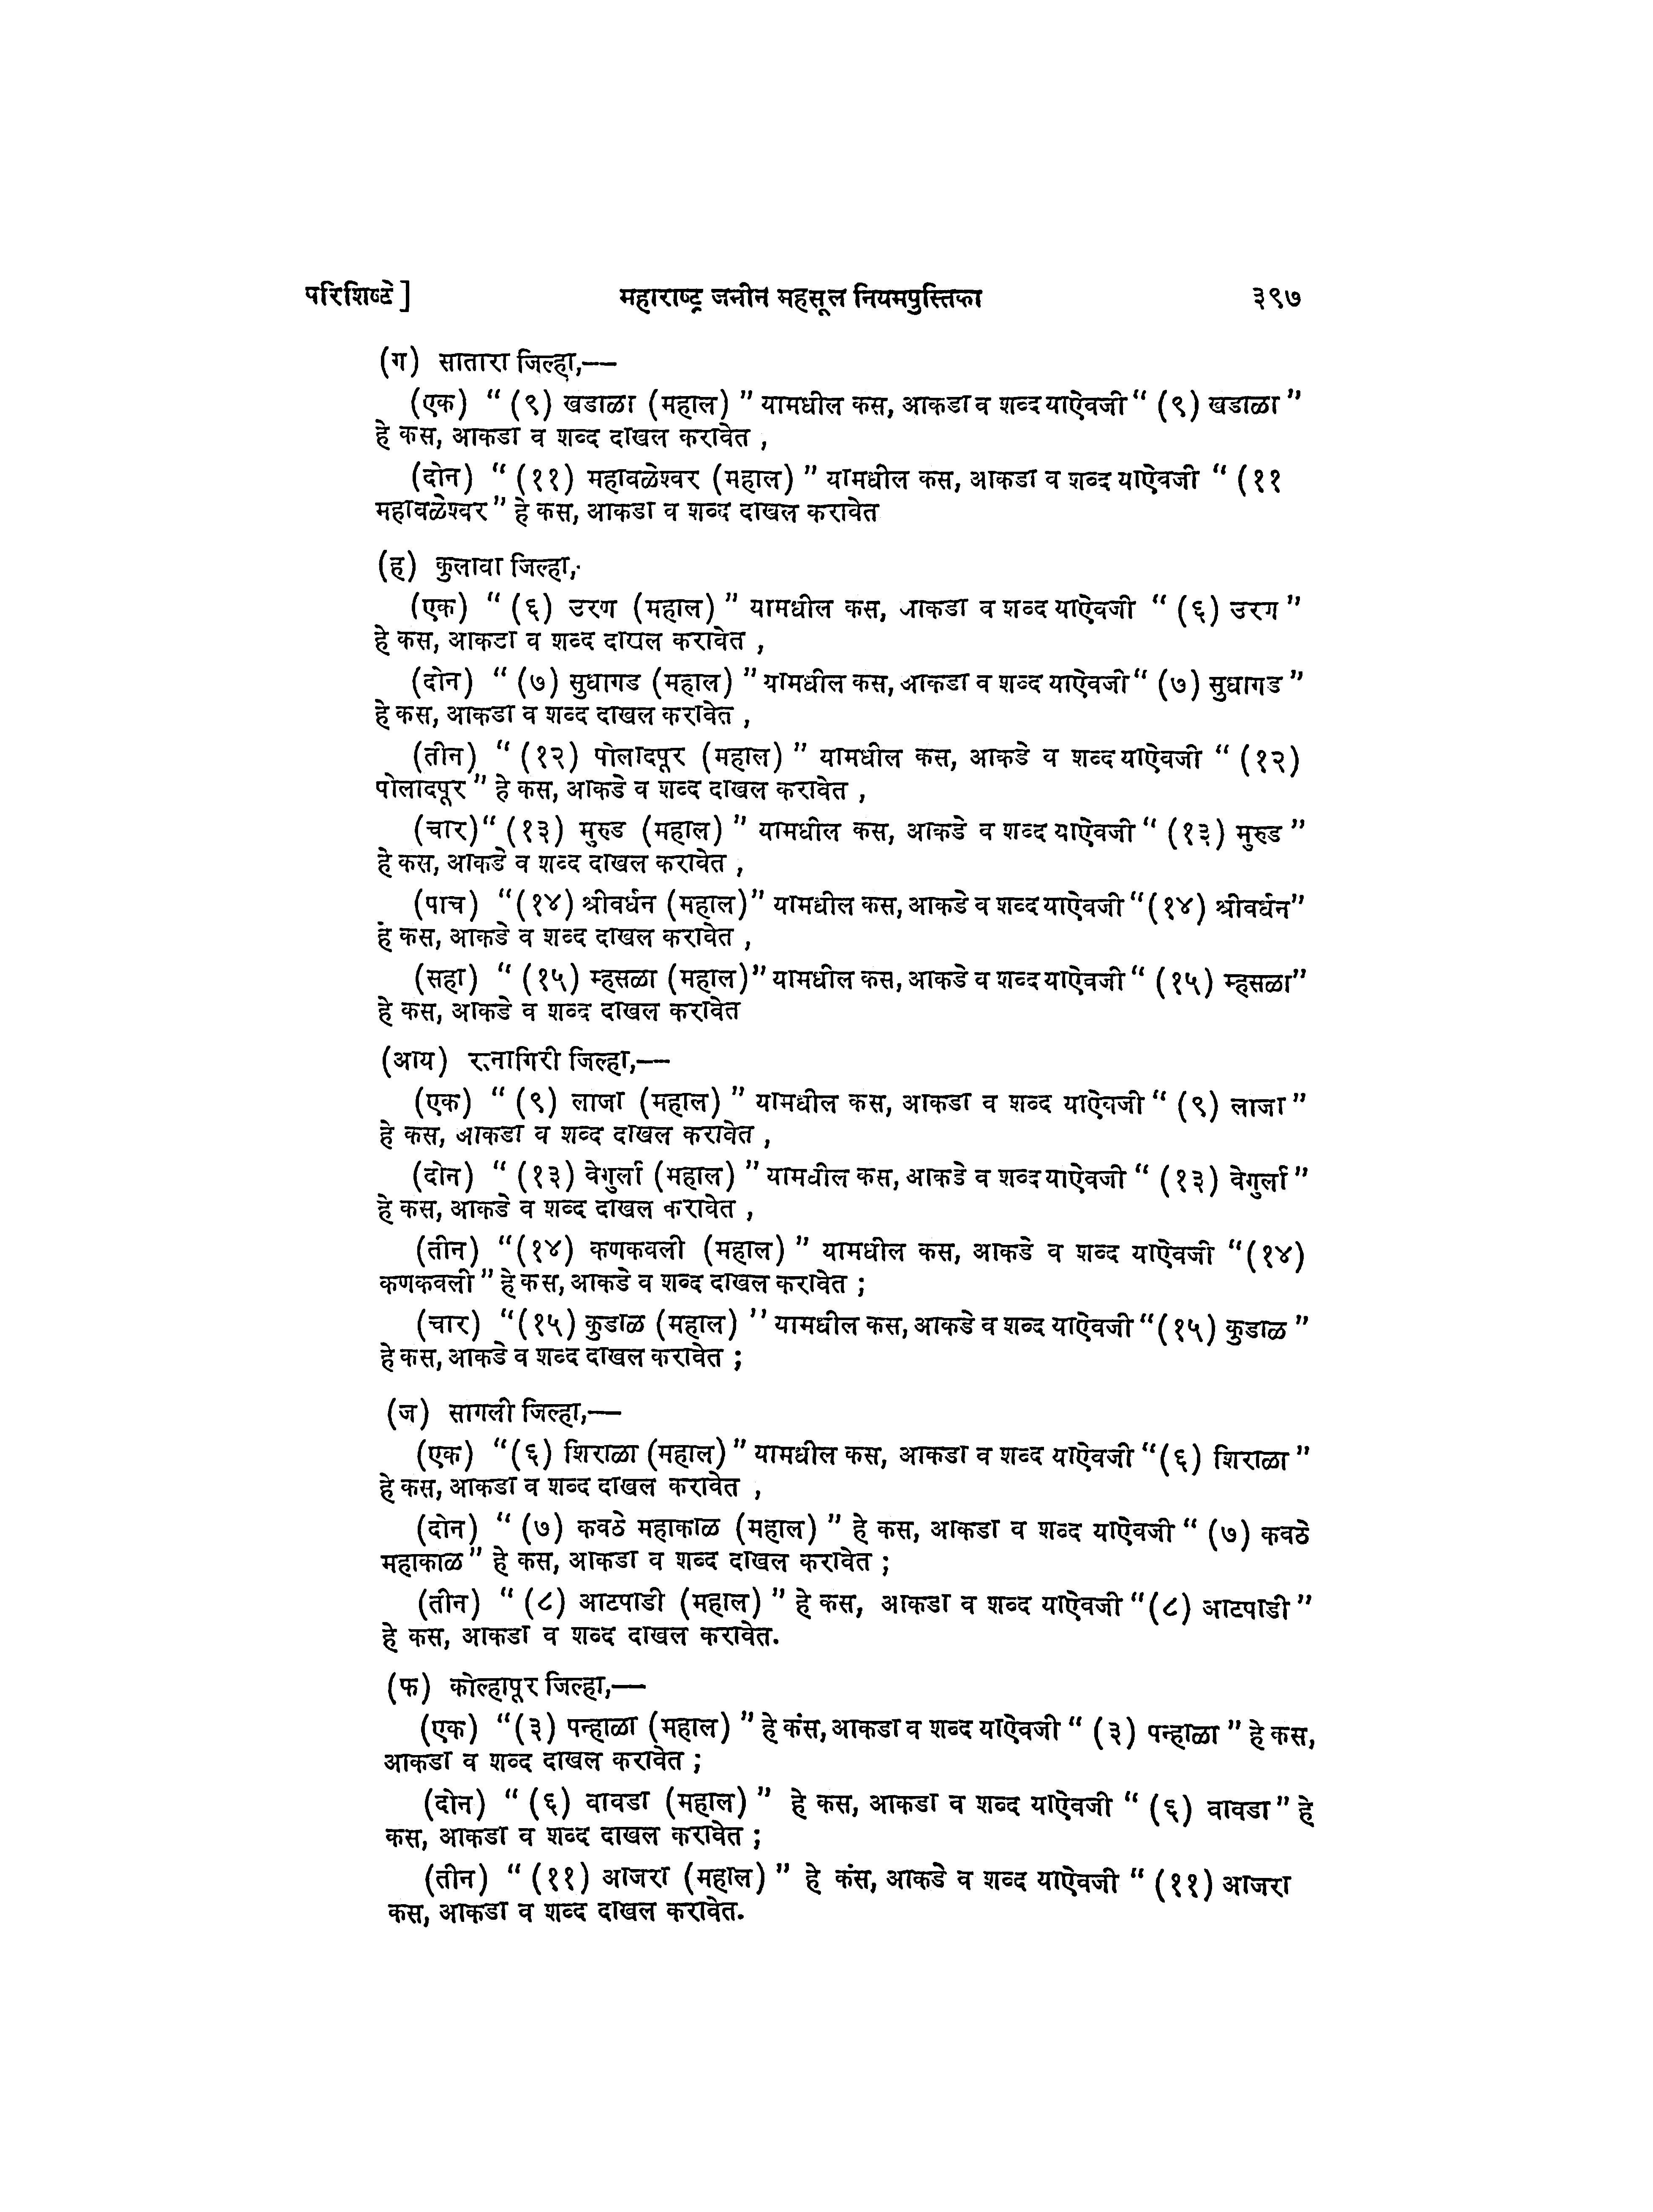 परिशिष्टे] महाराष्ट्र जमीन महसूल नियमपुस्तिका ३९७
(ग) सातारा जिल्हा,——
(एक) “ (९) खडाळा (महाल) ” यामधील कस, आकडा व शब्द याऐवजी “ (९) खडाळा ”
हे कस, आकडा व शब्द दाखल करावेत ,
(दोन) “ (११) महावळेश्वर (महाल) ” यामधील कस, आकडा व शब्द याऐवजी “ (११
महावळेश्वर ” हे कस, आकडा व शब्द दाखल करावेत
(ह) कुलावा जिल्हा,·
(एक) “ (६) उरण (महाल) ” यामधील कस, आकडा व शब्द याऐवजी “ (६) उरण ”
हे कस, आकडा व शब्द दाखल करावेत ,
(दोन) “ (७) सुधागड (महाल) ” यामधील कस, आकडा व शब्द याऐवजी “ (७) सुधागड ”
हे कस, आकडा व शब्द दाखल करावेत ,
(तीन) “ (१२) पोलादपूर (महाल) ” यामधील कस, आकडे व शब्द याऐवजी “ (१२)
पोलादपूर ” हे कस, आकडे व शब्द दाखल करावेत ,
(चार) “ (१३) मुरुड (महाल) ” यामधील कस, आकडे व शब्द याऐवजी “ (१३) मुरुड ”
हे कस, आकडे व शब्द दाखल करावेत ,
(पाच) “(१४) श्रीवर्धन (महाल)” यामधील कस, आकडे व शब्द याऐवजी “(१४) श्रीवर्धन”
हे कस, आकडे व शब्द दाखल करावेत ,
(सहा) “ (१५) म्हसळा (महाल)” यामधील कस, आकडे व शब्द याऐवजी “ (१५) म्हसळा”
हे कस, आकडे व शब्द दाखल करावेत
(आय) रत्नागिरी जिल्हा,——
(एक) “ (९) लाजा (महाल) ” यामधील कस, आकडा व शब्द याऐवजी “ (९) लाजा ”
हे कस, आकडा व शब्द दाखल करावेत ,
(दोन) “ (१३) वेगुर्ला (महाल) ” यामधील कस, आकडे व शब्द याऐवजी “ (१३) वेगुर्ला ”
हे कस, आकडे व शब्द दाखल करावेत ,
(तीन) “(१४) कणकवली (महाल) ” यामधील कस, आकडे व शब्द याऐवजी “(१४)
कणकवली ” हे कस, आकडे व शब्द दाखल करावेत ;
(चार) “(१५) कुडाळ (महाल) ” यामधील कस, आकडे व शब्द याऐवजी “(१५) कुडाळ ”
हे कस, आकडे व शब्द दाखल करावेत ;
(ज) सागली जिल्हा,——
(एक) “(६) शिराळा (महाल) ” यामधील कस, आकडा व शब्द याऐवजी “(६) शिराळा ”
हे कस, आकडा व शब्द दाखल करावेत ,
(दोन) “ (७) कवठे महाकाळ (महाल) ” हे कस, आकडा व शब्द याऐवजी “ (७) कवठे
महाकाळ ” हे कस, आकडा व शब्द दाखल करावेत ;
(तीन) “ (८) आटपाडी (महाल) ” हे कस, आकडा व शब्द याऐवजी “(८) आटपाडी ”
हे कस, आकडा व शब्द दाखल करावेत.
(फ) कोल्हापूर जिल्हा,——
(एक) “(३) पन्हाळा (महाल) ” हे कंस, आकडा व शब्द याऐवजी “ (३) पन्हाळा ” हे कस,
आकडा व शब्द दाखल करावेत ;
(दोन) “ (६) वावडा (महाल) ” हे कस, आकडा व शब्द याऐवजी “ (६) वावडा ” हे
कस, आकडा व शब्द दाखल करावेत ;
(तीन) “ (११) आजरा (महाल) ” हे कंस, आकडे व शब्द याऐवजी “ (११) आजरा
कस, आकडा व शब्द दाखल करावेत.